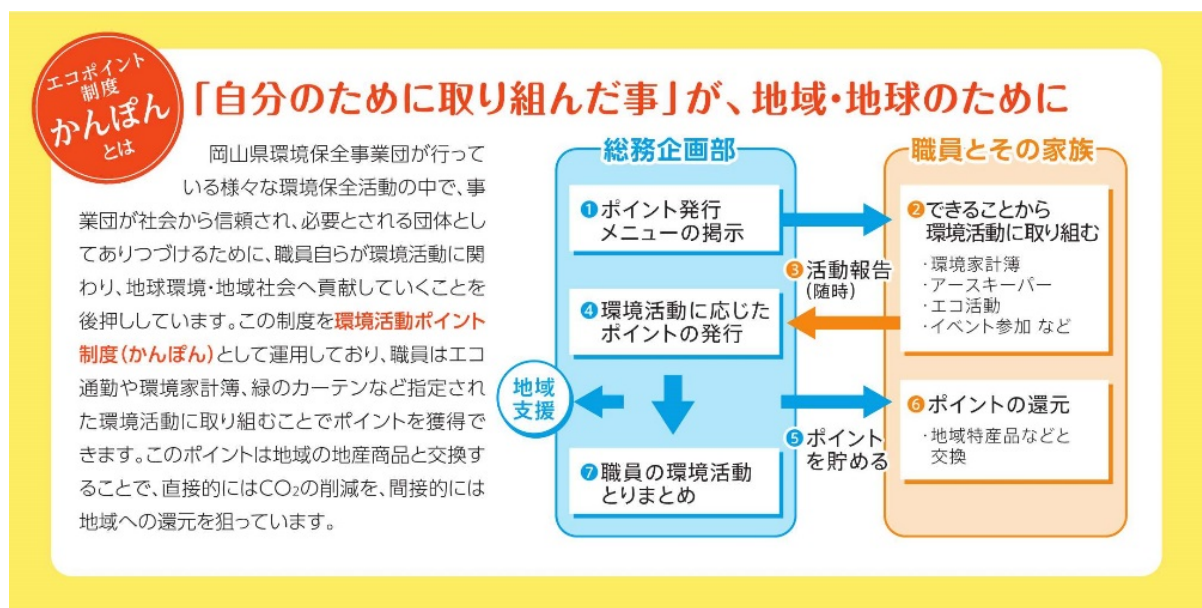 エコポイント
制度
かんぽん
とは
「自分のために取り組んだ事」が、地域・地球のために
岡山県環境保全事業団が行って
いる様々な環境保全活動の中で、事
業団が社会から信頼され、必要とされる団体とし
てありつづけるために、職員自らが環境活動に関
わり、地球環境・地域社会へ貢献していくことを
後押ししています。この制度を環境活動ポイント
制度(かんぽん)として運用しており、職員はエコ
通勤や環境家計簿、緑のカーテンなど指定され
た環境活動に取り組むことでポイントを獲得で
きます。このポイントは地域の地産商品と交換す
ることで、直接的にはCO₂の削減を、間接的には
地域への還元を狙っています。
総務企画部
❶ポイント発行
メニューの掲示
職員とその家族
❷できることから
環境活動に取り組む
・環境家計簿
・アースキーパー
・エコ活動
・イベント参加 など
❸活動報告
(随時)
❹環境活動に応じた
ポイントの発行
地域
支援
❺ポイント
を貯める
❻ポイントの還元
・地域特産品などと
交換
❼職員の環境活動
とりまとめ